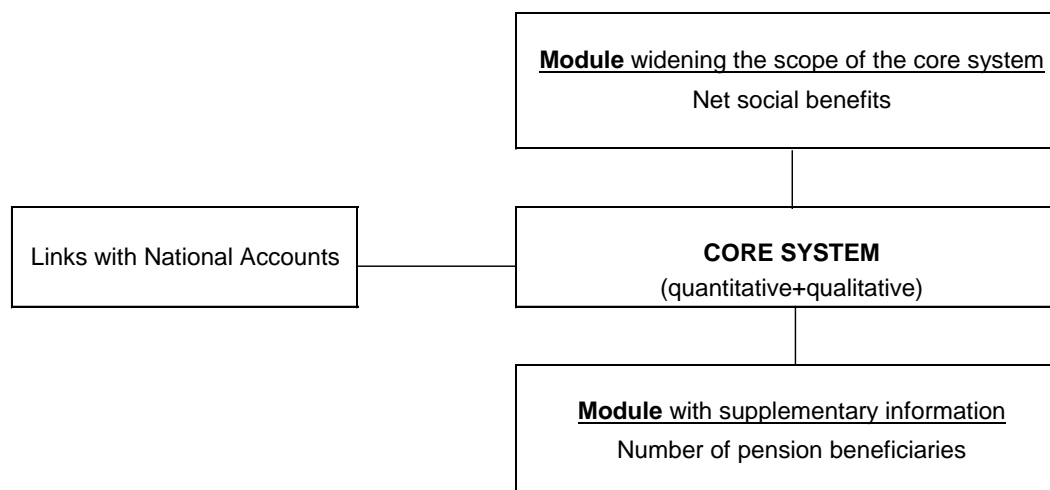 Module widening the scope of the core system
Net social benefits
Links with National Accounts
CORE SYSTEM
(quantitative+qualitative)
Module with supplementary information
Number of pension beneficiaries